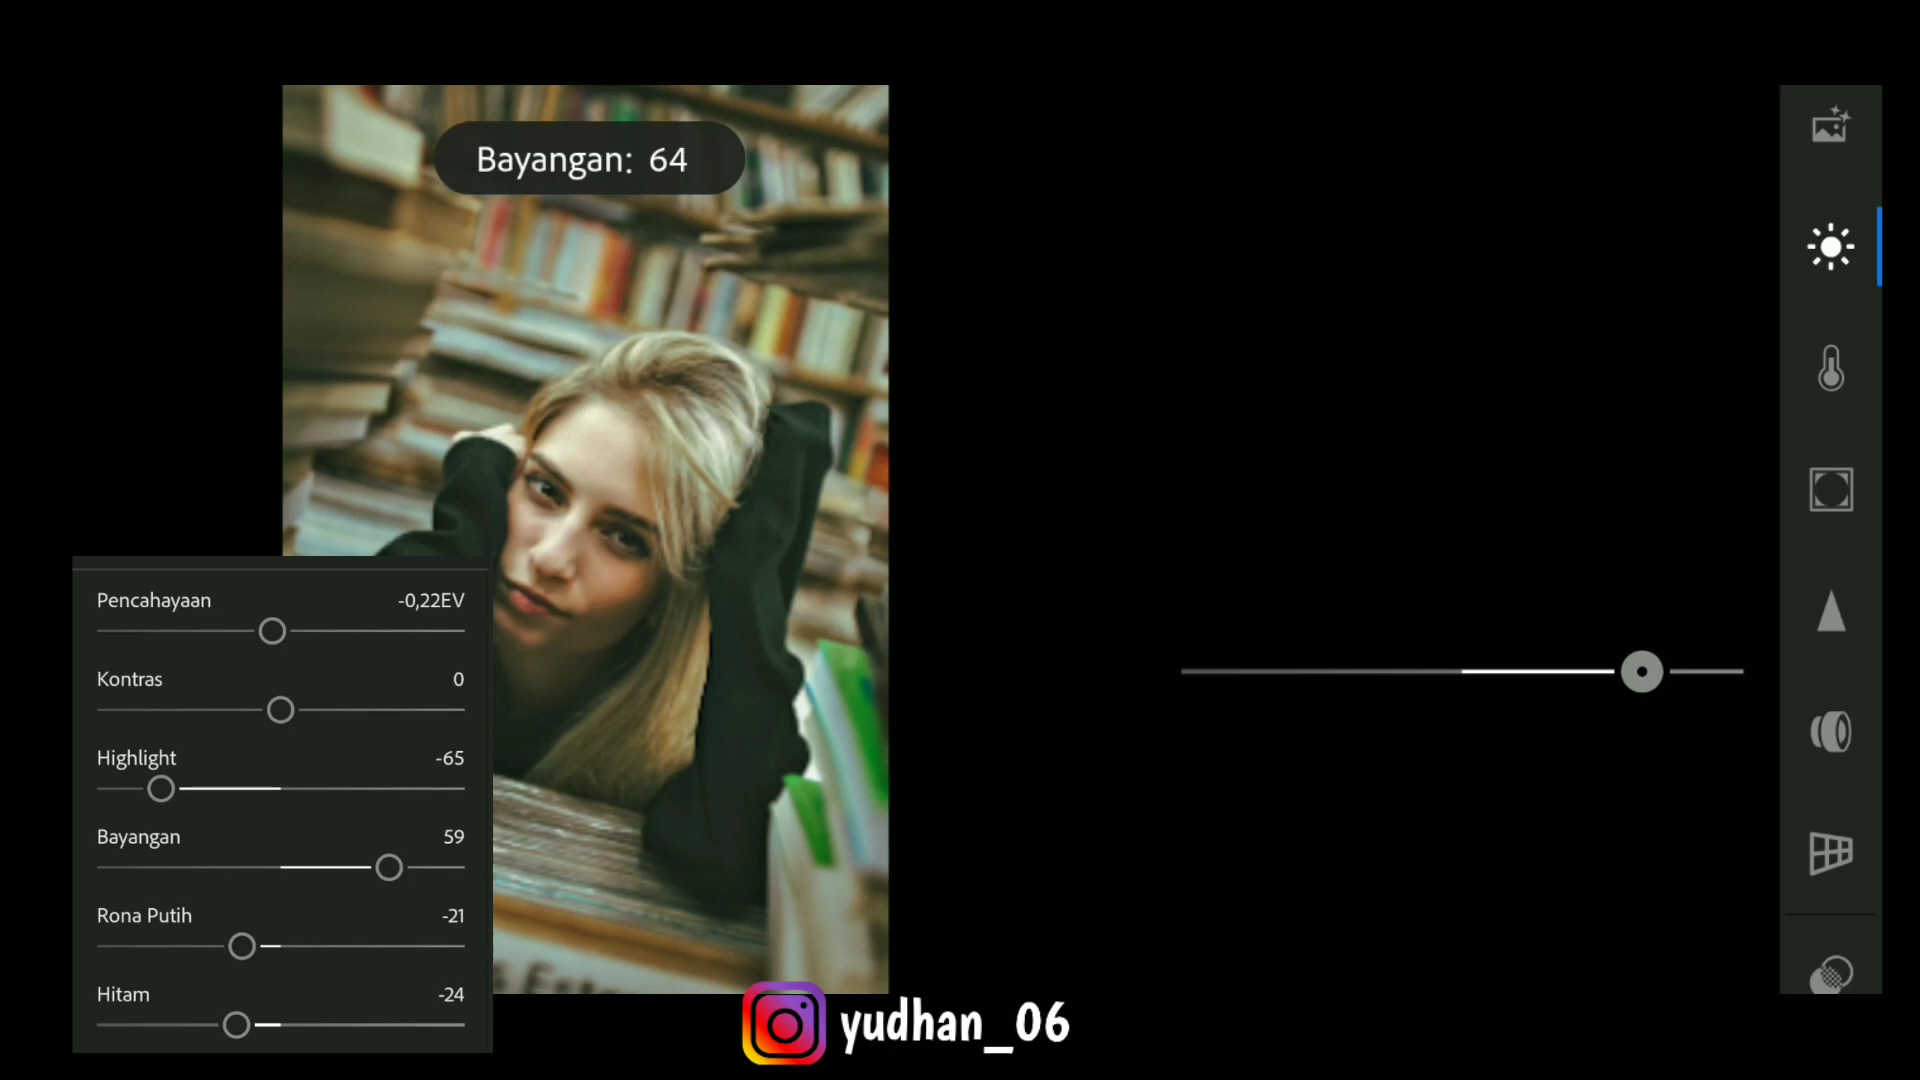 Bayangan: 64
Pencahayaan -0,22EV
Kontras 0
Highlight -65
Bayangan 59
Rona Putih -21
Hitam -24
yudhan_06